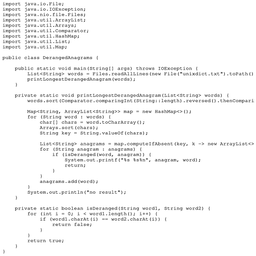 import java.io.File;
import java.io.IOException;
import java.nio.file.Files;
import java.util.ArrayList;
import java.util.Arrays;
import java.util.Comparator;
import java.util.HashMap;
import java.util.List;
import java.util.Map;

public class DerangedAnagrams {

    public static void main(String[] args) throws IOException {
        List<String> words = Files.readAllLines(new File("unixdict.txt").toPath()
        printLongestDerangedAnagram(words);
    }

    private static void printLongestDerangedAnagram(List<String> words) {
        words.sort(Comparator.comparingInt(String::length).reversed().thenCompari

        Map<String, ArrayList<String>> map = new HashMap<>();
        for (String word : words) {
            char[] chars = word.toCharArray();
            Arrays.sort(chars);
            String key = String.valueOf(chars);

            List<String> anagrams = map.computeIfAbsent(key, k -> new ArrayList<>
            for (String anagram : anagrams) {
                if (isDeranged(word, anagram)) {
                    System.out.printf("%s %s%n", anagram, word);
                    return;
                }
            }
            anagrams.add(word);
        }
        System.out.println("no result");
    }

    private static boolean isDeranged(String word1, String word2) {
        for (int i = 0; i < word1.length(); i++) {
            if (word1.charAt(i) == word2.charAt(i)) {
                return false;
            }
        }
        return true;
    }
}